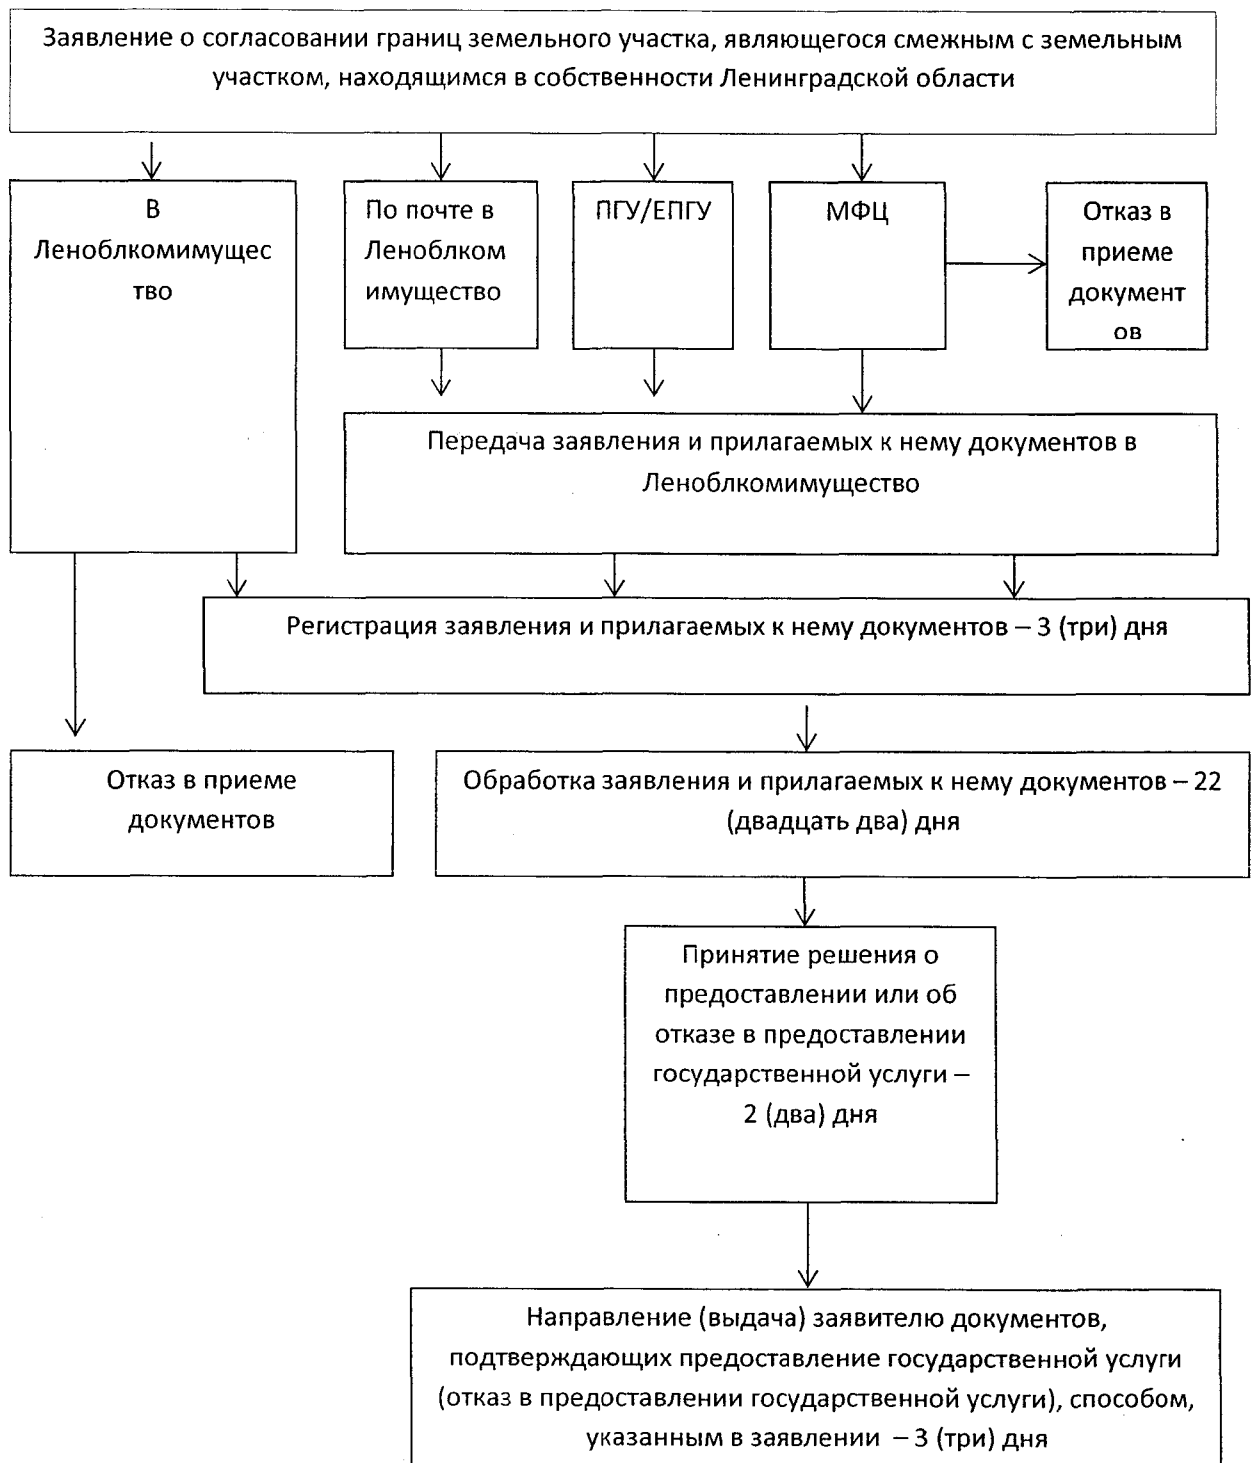 Заявление о согласовании границ земельного участка, являющегося смежным с земельным
участком, находящимся в собственности Ленинградской области
В
Леноблкомимущес
тво
По почте в
Леноблком
имущество
ПГУ/ЕПГУ
МФЦ
Отказ в
приеме
документ
ов
Передача заявления и прилагаемых к нему документов в
Леноблкомимущество
Регистрация заявления и прилагаемых к нему документов – 3 (три) дня
Отказ в приеме
документов
Обработка заявления и прилагаемых к нему документов – 22
(двадцать два) дня
Принятие решения о
предоставлении или об
отказе в предоставлении
государственной услуги –
2 (два) дня
Направление (выдача) заявителю документов,
подтверждающих предоставление государственной услуги
(отказ в предоставлении государственной услуги), способом,
указанным в заявлении – 3 (три) дня